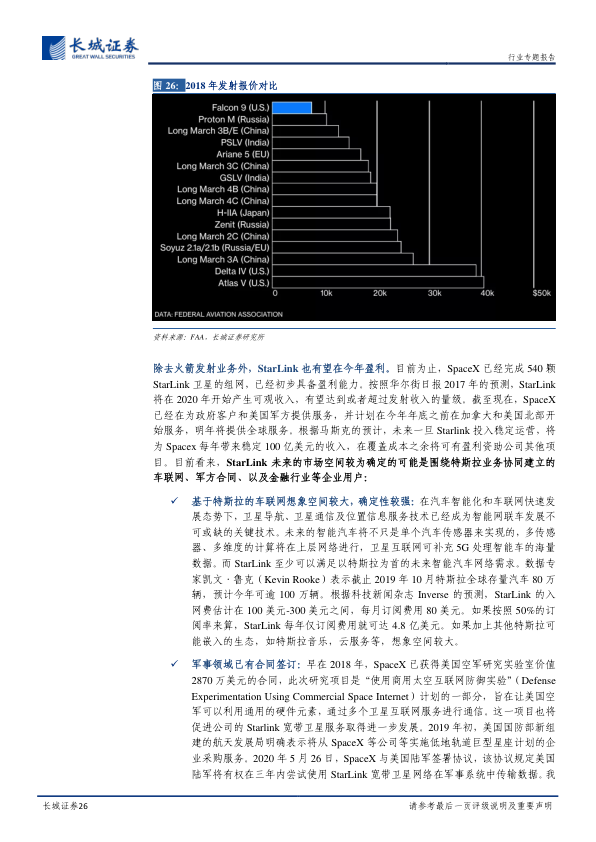 长城证券
GREAT WALL SECURITIES
行业专题报告
图 26： 2018 年发射报价对比
Falcon 9 (U.S.)
Proton M (Russia)
Long March 3B/E (China)
PSLV (India)
Ariane 5 (EU)
Long March 3C (China)
GSLV (India)
Long March 4B (China)
Long March 4C (China)
H-IIA (Japan)
Zenit (Russia)
Long March 2C (China)
Soyuz 2.1a/2.1b (Russia/EU)
Long March 3A (China)
Delta IV (U.S.)
Atlas V (U.S.)
0 10k 20k 30k 40k $50k
DATA: FEDERAL AVIATION ASSOCIATION
资料来源：FAA，长城证券研究所
除去火箭发射业务外，StarLink 也有望在今年盈利。目前为止，SpaceX 已经完成 540 颗
StarLink 卫星的组网，已经初步具备盈利能力。按照华尔街日报 2017 年的预测，StarLink
将在 2020 年开始产生可观收入，有望达到或者超过发射收入的量级。截至现在，SpaceX
已经在为政府客户和美国军方提供服务，并计划在今年年底之前在加拿大和美国北部开
始服务，明年将提供全球服务。根据马斯克的预计，未来一旦 Starlink 投入稳定运营，将
为 Spacex 每年带来稳定 100 亿美元的收入，在覆盖成本之余将可有盈利资助公司其他项
目。目前看来，StarLink 未来的市场空间较为确定的可能是围绕特斯拉业务协同建立的
车联网、军方合同、以及金融行业等企业用户：
✓ 基于特斯拉的车联网想象空间较大，确定性较强：在汽车智能化和车联网快速发
展态势下，卫星导航、卫星通信及位置信息服务技术已经成为智能网联车发展不
可或缺的关键技术。未来的智能汽车将不只是单个汽车传感器来实现的，多传感
器、多维度的计算将在上层网络进行，卫星互联网可补充 5G 处理智能车的海量
数据。而 StarLink 至少可以满足以特斯拉为首的未来智能汽车网络需求。数据专
家凯文·鲁克（Kevin Rooke）表示截止 2019 年 10 月特斯拉全球存量汽车 80 万
辆，预计今年可逾 100 万辆。根据科技新闻杂志 Inverse 的预测，StarLink 的入
网费估计在 100 美元-300 美元之间，每月订阅费用 80 美元。如果按照 50%的订
阅率来算，StarLink 每年仅订阅费用就可达 4.8 亿美元。如果加上其他特斯拉可
能嵌入的生态，如特斯拉音乐，云服务等，想象空间较大。
✓ 军事领域已有合同签订：早在 2018 年，SpaceX 已获得美国空军研究实验室价值
2870 万美元的合同，此次研究项目是“使用商用太空互联网防御实验”（Defense
Experimentation Using Commercial Space Internet）计划的一部分，旨在让美国空
军可以利用通用的硬件元素，通过多个卫星互联网服务进行通信。这一项目也将
促进公司的 Starlink 宽带卫星服务取得进一步发展。2019 年初，美国国防部新组
建的航天发展局明确表示将从 SpaceX 等公司等实施低地轨道巨型星座计划的企
业采购服务。2020 年 5 月 26 日，SpaceX 与美国陆军签署协议，该协议规定美国
陆军将有权在三年内尝试使用 StarLink 宽带卫星网络在军事系统中传输数据。我
长城证券26
请参考最后一页评级说明及重要声明